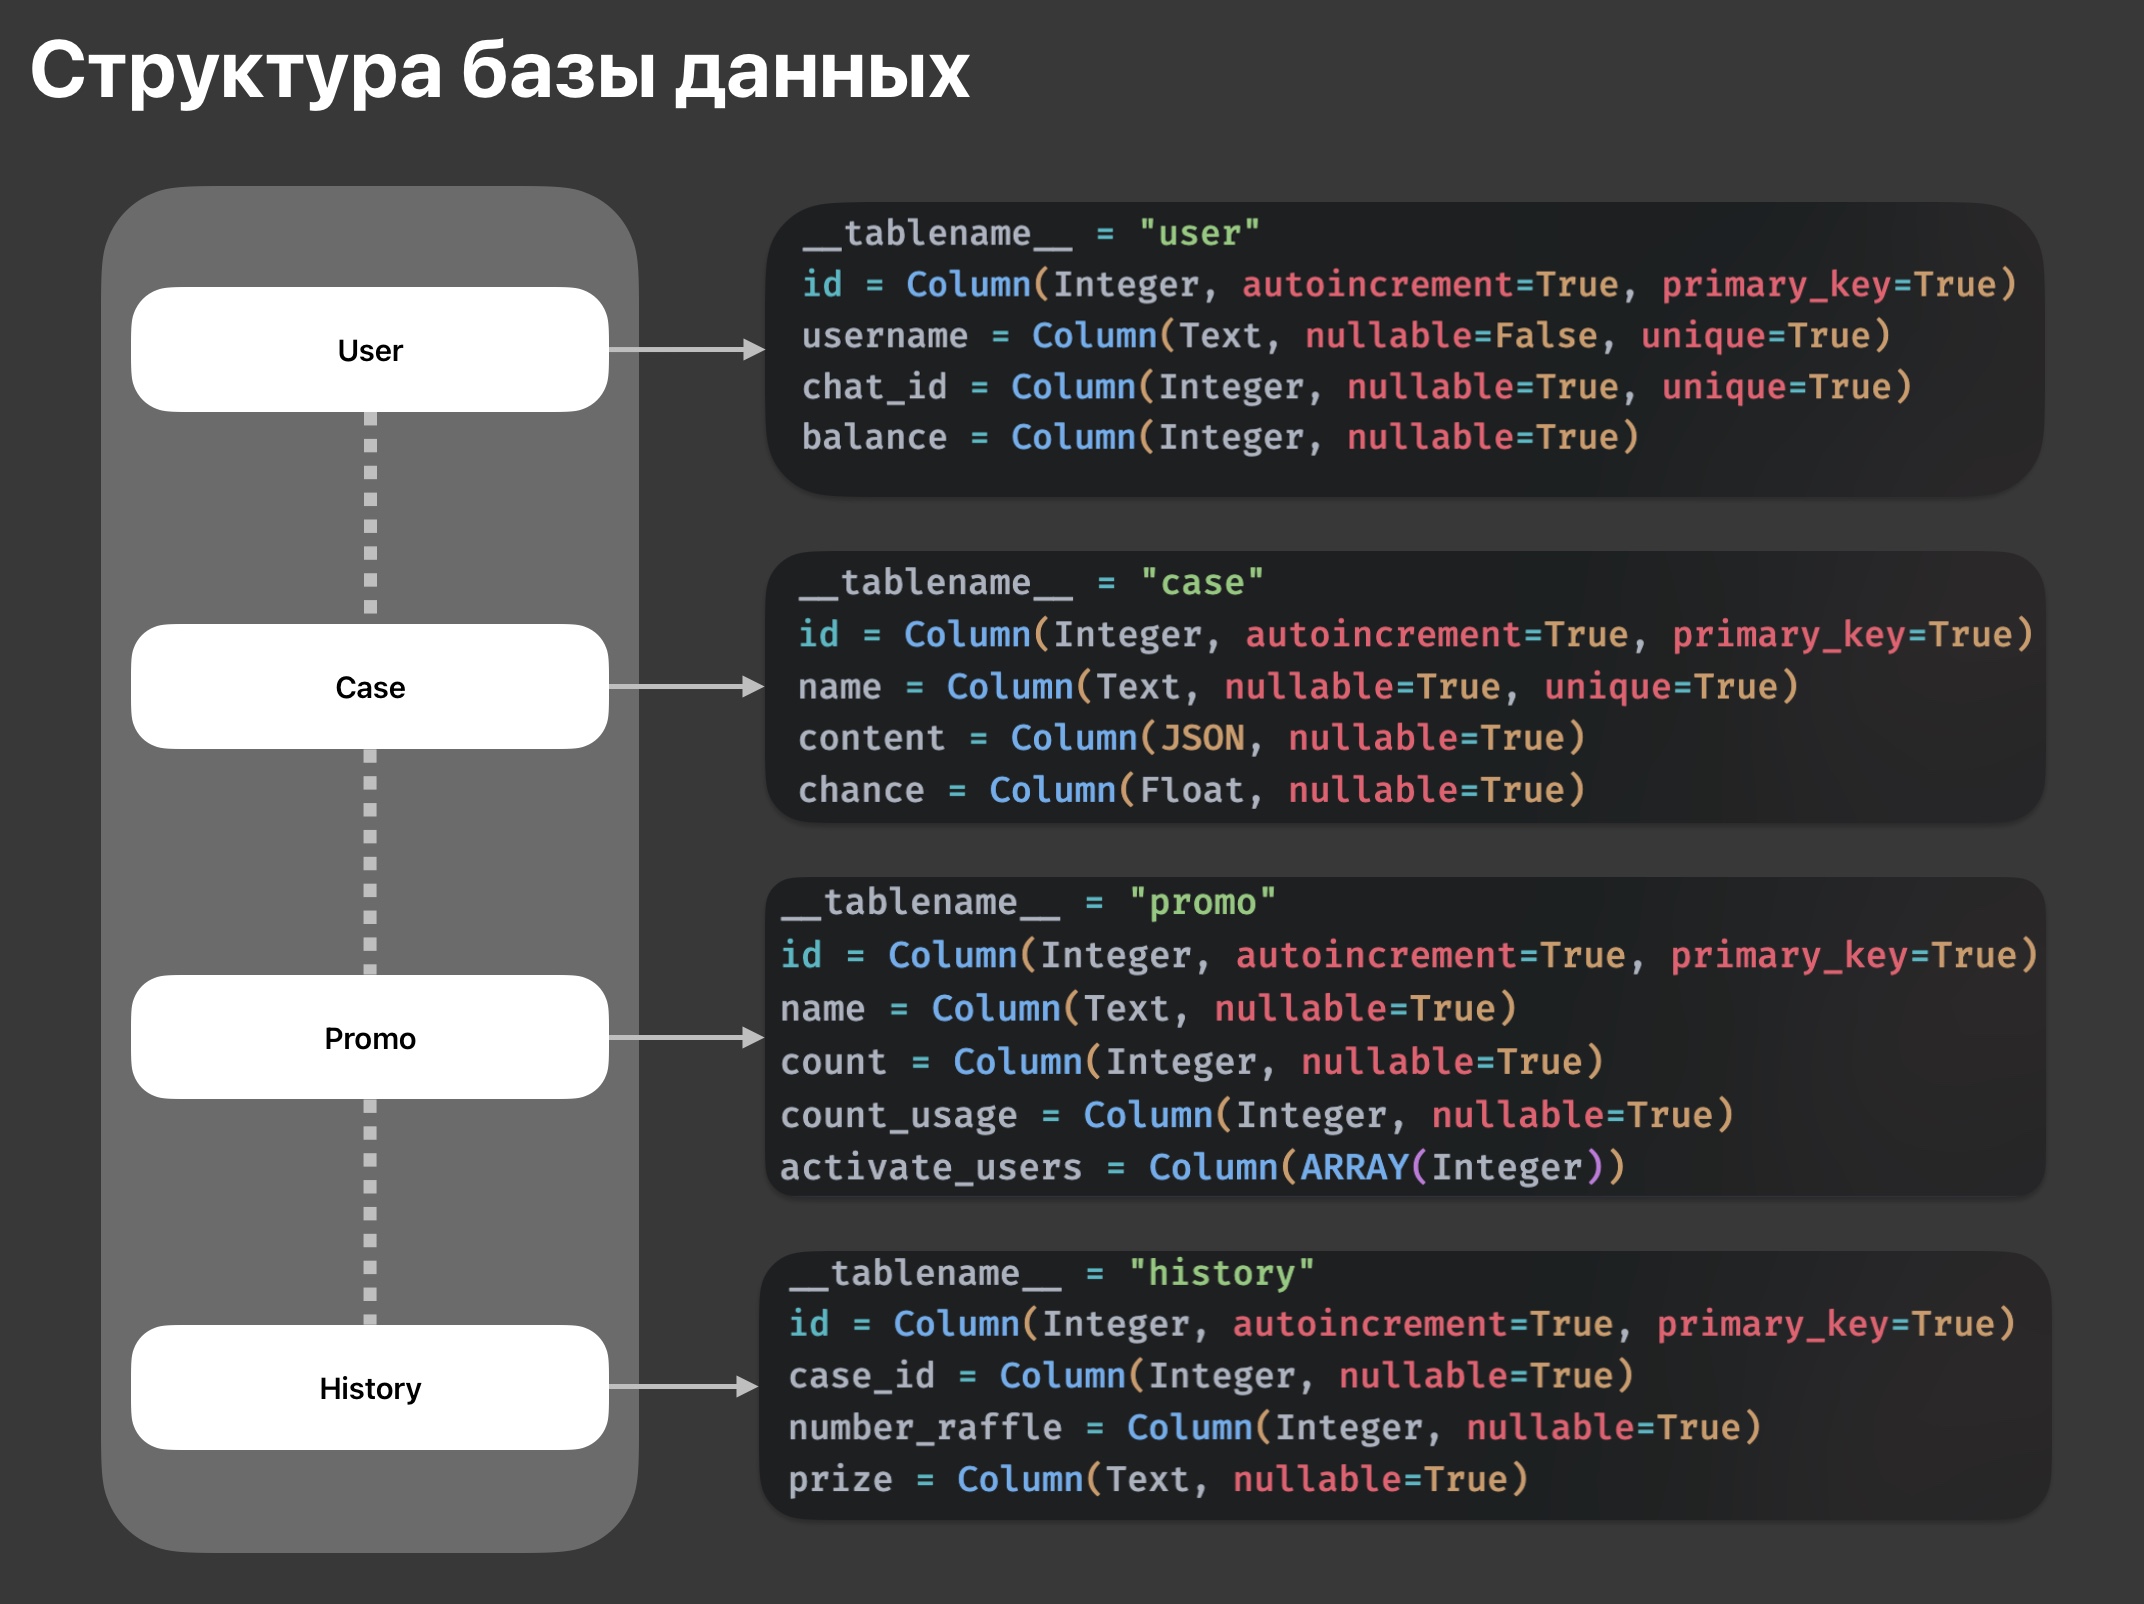 Структура базы данных
User
__tablename__ = "user"
id = Column(Integer, autoincrement=True, primary_key=True)
username = Column(Text, nullable=False, unique=True)
chat_id = Column(Integer, nullable=True, unique=True)
balance = Column(Integer, nullable=True)
Case
__tablename__ = "case"
id = Column(Integer, autoincrement=True, primary_key=True)
name = Column(Text, nullable=True, unique=True)
content = Column(JSON, nullable=True)
chance = Column(Float, nullable=True)
Promo
__tablename__ = "promo"
id = Column(Integer, autoincrement=True, primary_key=True)
name = Column(Text, nullable=True)
count = Column(Integer, nullable=True)
count_usage = Column(Integer, nullable=True)
activate_users = Column(ARRAY(Integer))
History
__tablename__ = "history"
id = Column(Integer, autoincrement=True, primary_key=True)
case_id = Column(Integer, nullable=True)
number_raffle = Column(Integer, nullable=True)
prize = Column(Text, nullable=True)